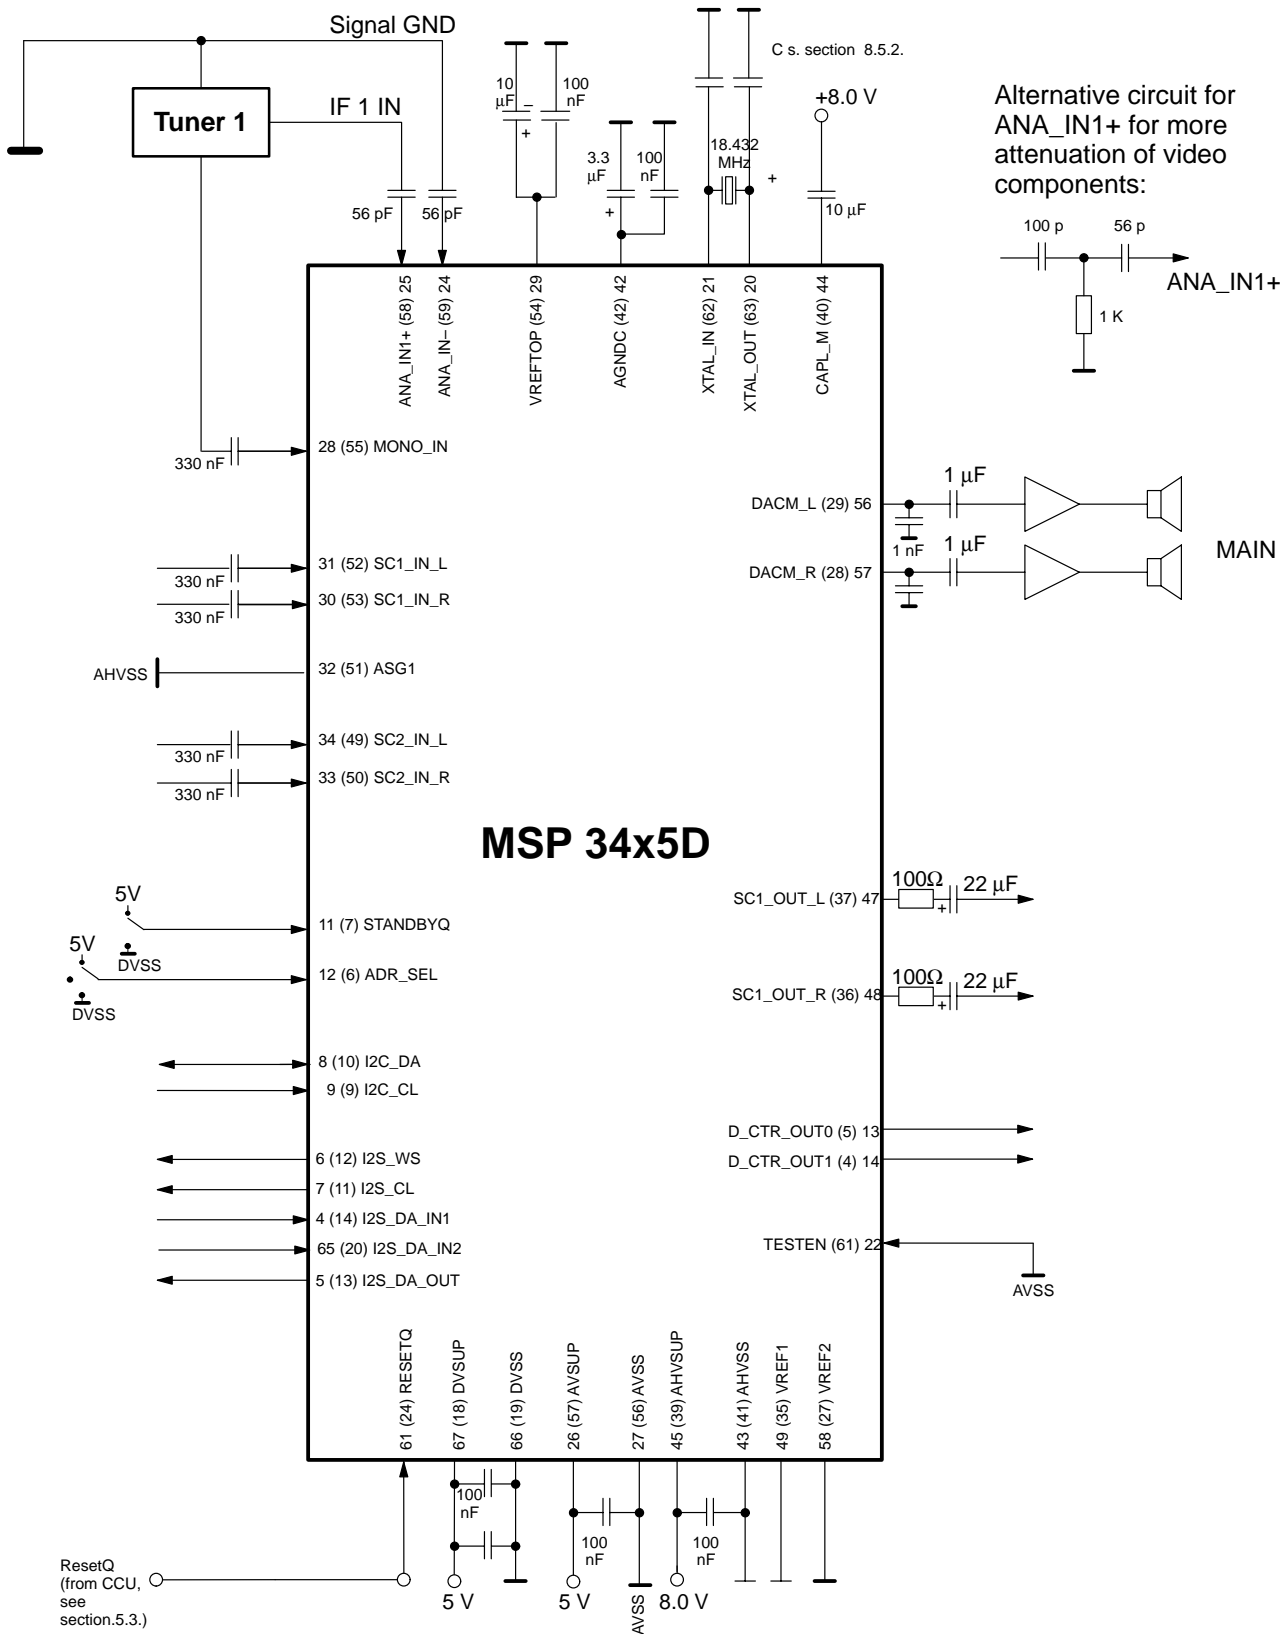 Signal GND
C s. section 8.5.2.
10
μF
–
+
100
nF
+8.0 V
Alternative circuit for
ANA_IN1+ for more
attenuation of video
components:
Tuner 1
IF 1 IN
18.432
MHz
+
3.3
μF
+
100
nF
56 pF
56 pF
10 μF
100 p
56 p
ANA_IN1+
1 K
ANA_IN1+ (58) 25
ANA_IN– (59) 24
VREFTOP (54) 29
AGNDC (42) 42
XTAL_IN (62) 21
XTAL_OUT (63) 20
CAPL_M (40) 44
330 nF
28 (55) MONO_IN
1 μF
DACM_L (29) 56
1 nF
1 μF
MAIN
DACM_R (28) 57
330 nF
31 (52) SC1_IN_L
330 nF
30 (53) SC1_IN_R
AHVSS
32 (51) ASG1
330 nF
34 (49) SC2_IN_L
330 nF
33 (50) SC2_IN_R
MSP 34x5D
5V
11 (7) STANDBYQ
DVSS
5V
12 (6) ADR_SEL
DVSS
SC1_OUT_L (37) 47
100Ω
+
22 μF
SC1_OUT_R (36) 48
100Ω
+
22 μF
8 (10) I2C_DA
9 (9) I2C_CL
D_CTR_OUT0 (5) 13
D_CTR_OUT1 (4) 14
6 (12) I2S_WS
7 (11) I2S_CL
4 (14) I2S_DA_IN1
65 (20) I2S_DA_IN2
5 (13) I2S_DA_OUT
TESTEN (61) 22
AVSS
61 (24) RESETQ
67 (18) DVSUP
66 (19) DVSS
26 (57) AVSUP
27 (56) AVSS
45 (39) AHVSUP
43 (41) AHVSS
49 (35) VREF1
58 (27) VREF2
100
nF
100
nF
100
nF
ResetQ
(from CCU,
see
section.5.3.)
5 V
5 V
AVSS
8.0 V